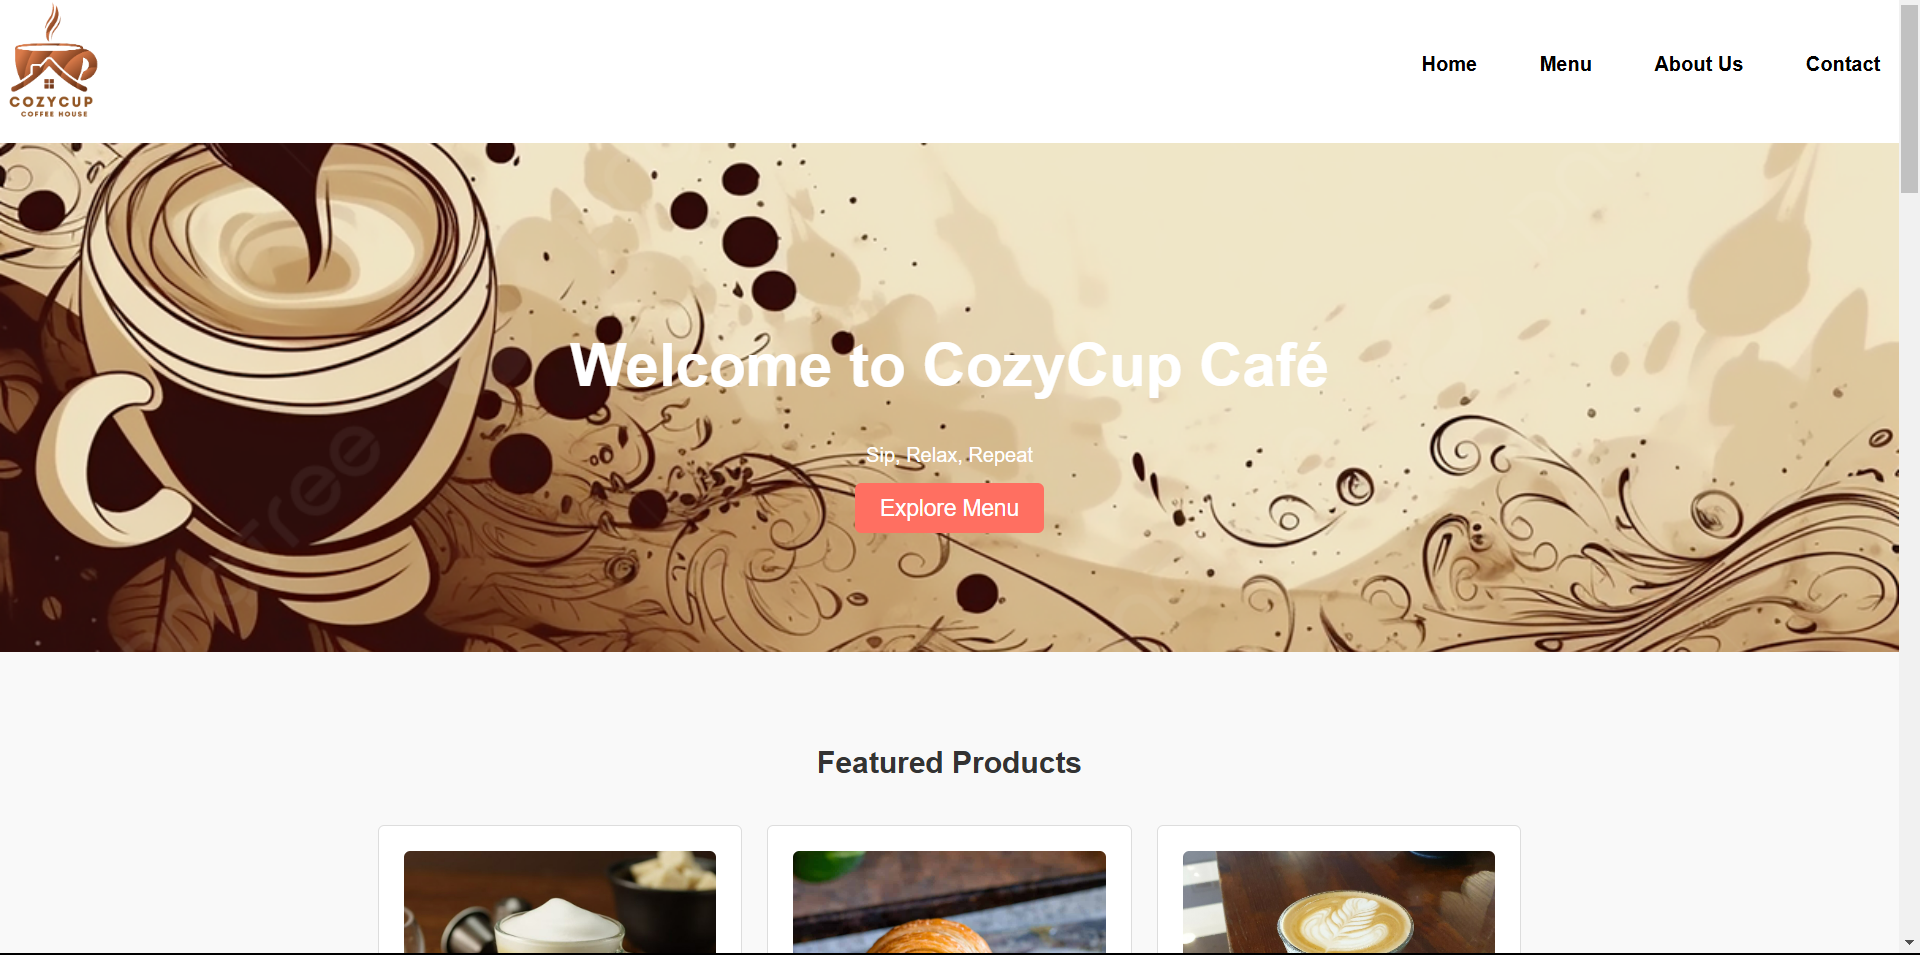 COZYCUP
COFFEE HOUSE
Home
Menu
About Us
Contact
Welcome to CozyCup Café
Sip, Relax, Repeat
free
Explore Menu
Featured Products